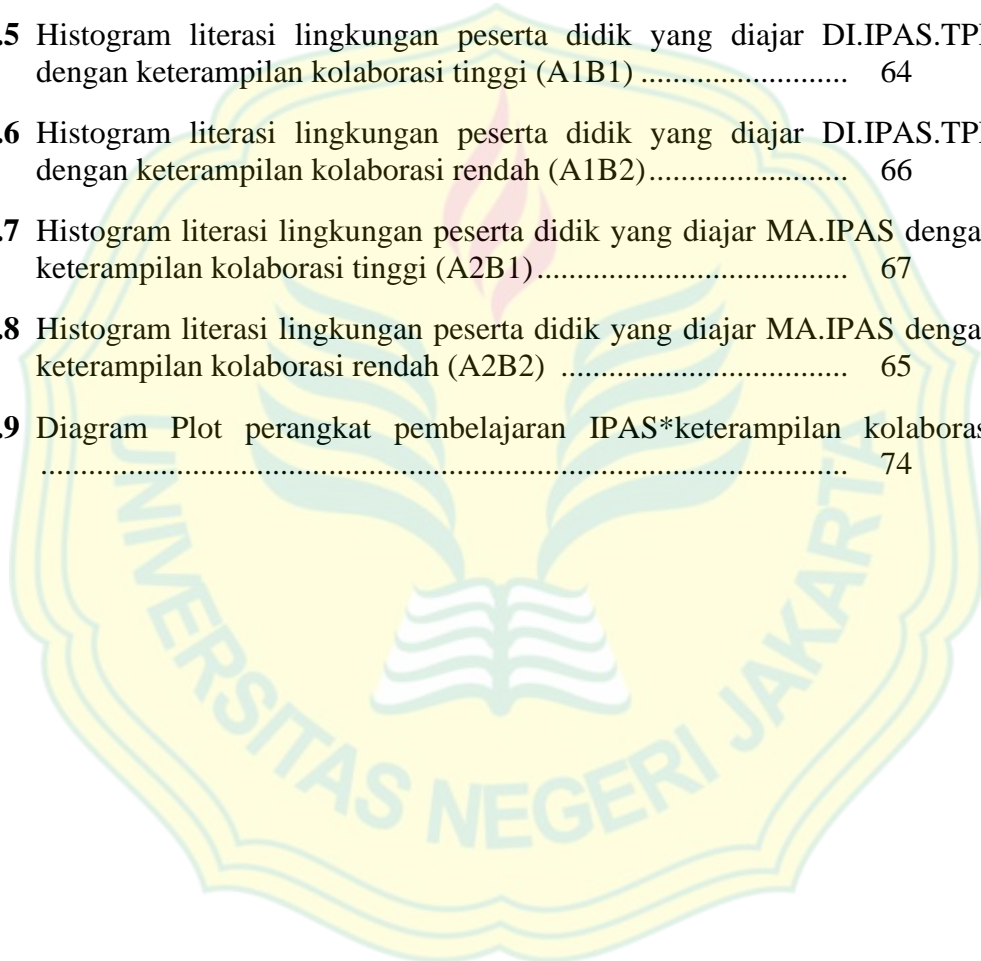 .5 Histogram literasi lingkungan peserta didik yang diajar DI.IPAS.TP
dengan keterampilan kolaborasi tinggi (A1B1) .......................... 64
.6 Histogram literasi lingkungan peserta didik yang diajar DI.IPAS.TP
dengan keterampilan kolaborasi rendah (A1B2)......................... 66
.7 Histogram literasi lingkungan peserta didik yang diajar MA.IPAS denga
keterampilan kolaborasi tinggi (A2B1)....................................... 67
.8 Histogram literasi lingkungan peserta didik yang diajar MA.IPAS denga
keterampilan kolaborasi rendah (A2B2) .................................... 65
.9 Diagram Plot perangkat pembelajaran IPAS*keterampilan kolaboras
..................................................................................................... 74
UNIVERSITAS NEGERI JAKARTA